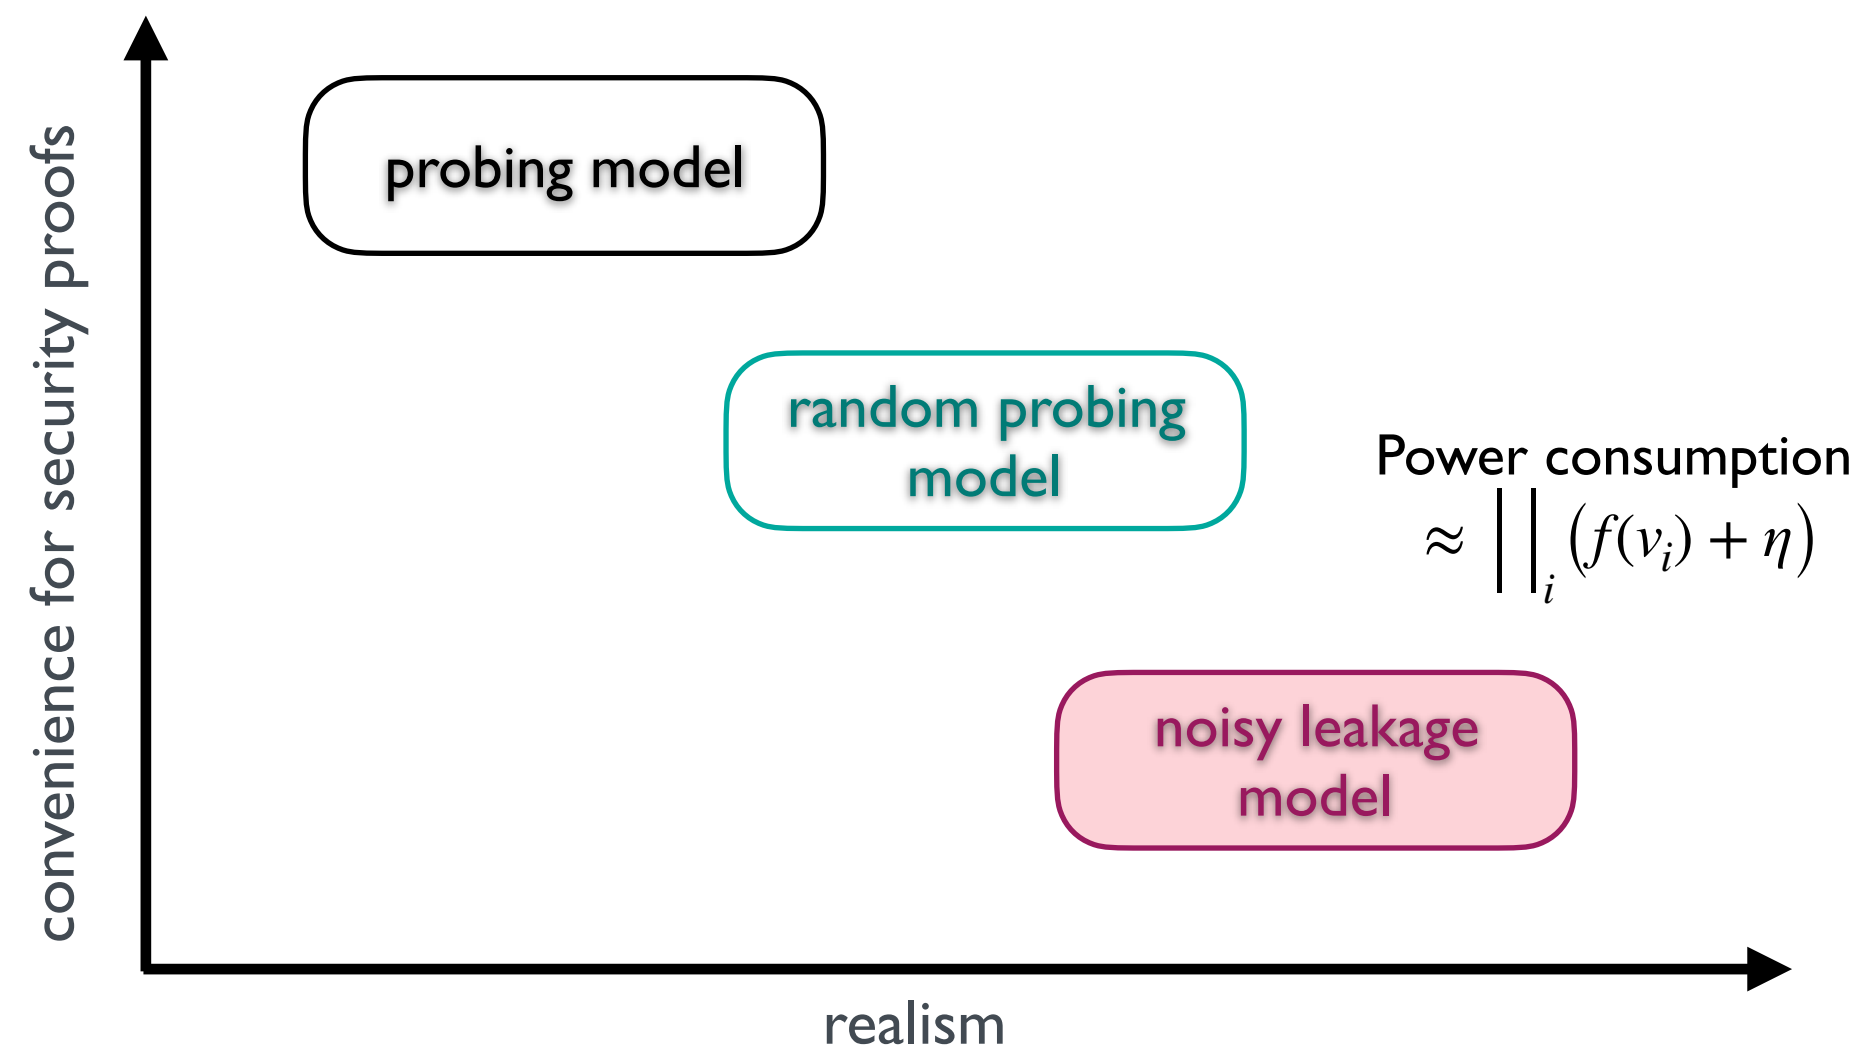 convenience for security proofs
probing model
random probing
model
Power consumption
≈ ||ᵢ (f(vᵢ) + η)
noisy leakage
model
realism